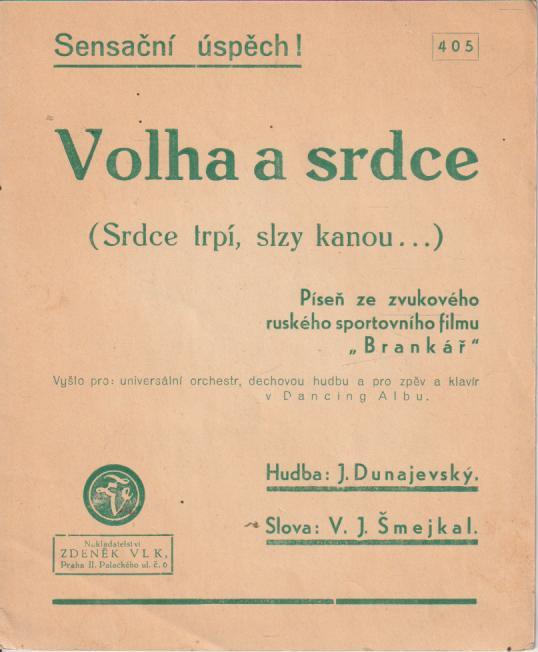 Sensační úspěch!
405
Volha a srdce
(Srdce trpí, slzy kanou...)
Píseň ze zvukového
ruského sportovního filmu
„Brankář“
Vyšlo pro: universální orchestr, dechovou hudbu a pro zpěv a klavír
v Dancing Albu.
Hudba: J. Dunajevský.
Slova: V. J. Šmejkal.
Nakladatelství
ZDENĚK VLK,
Praha II. Palackého ul. č. 6